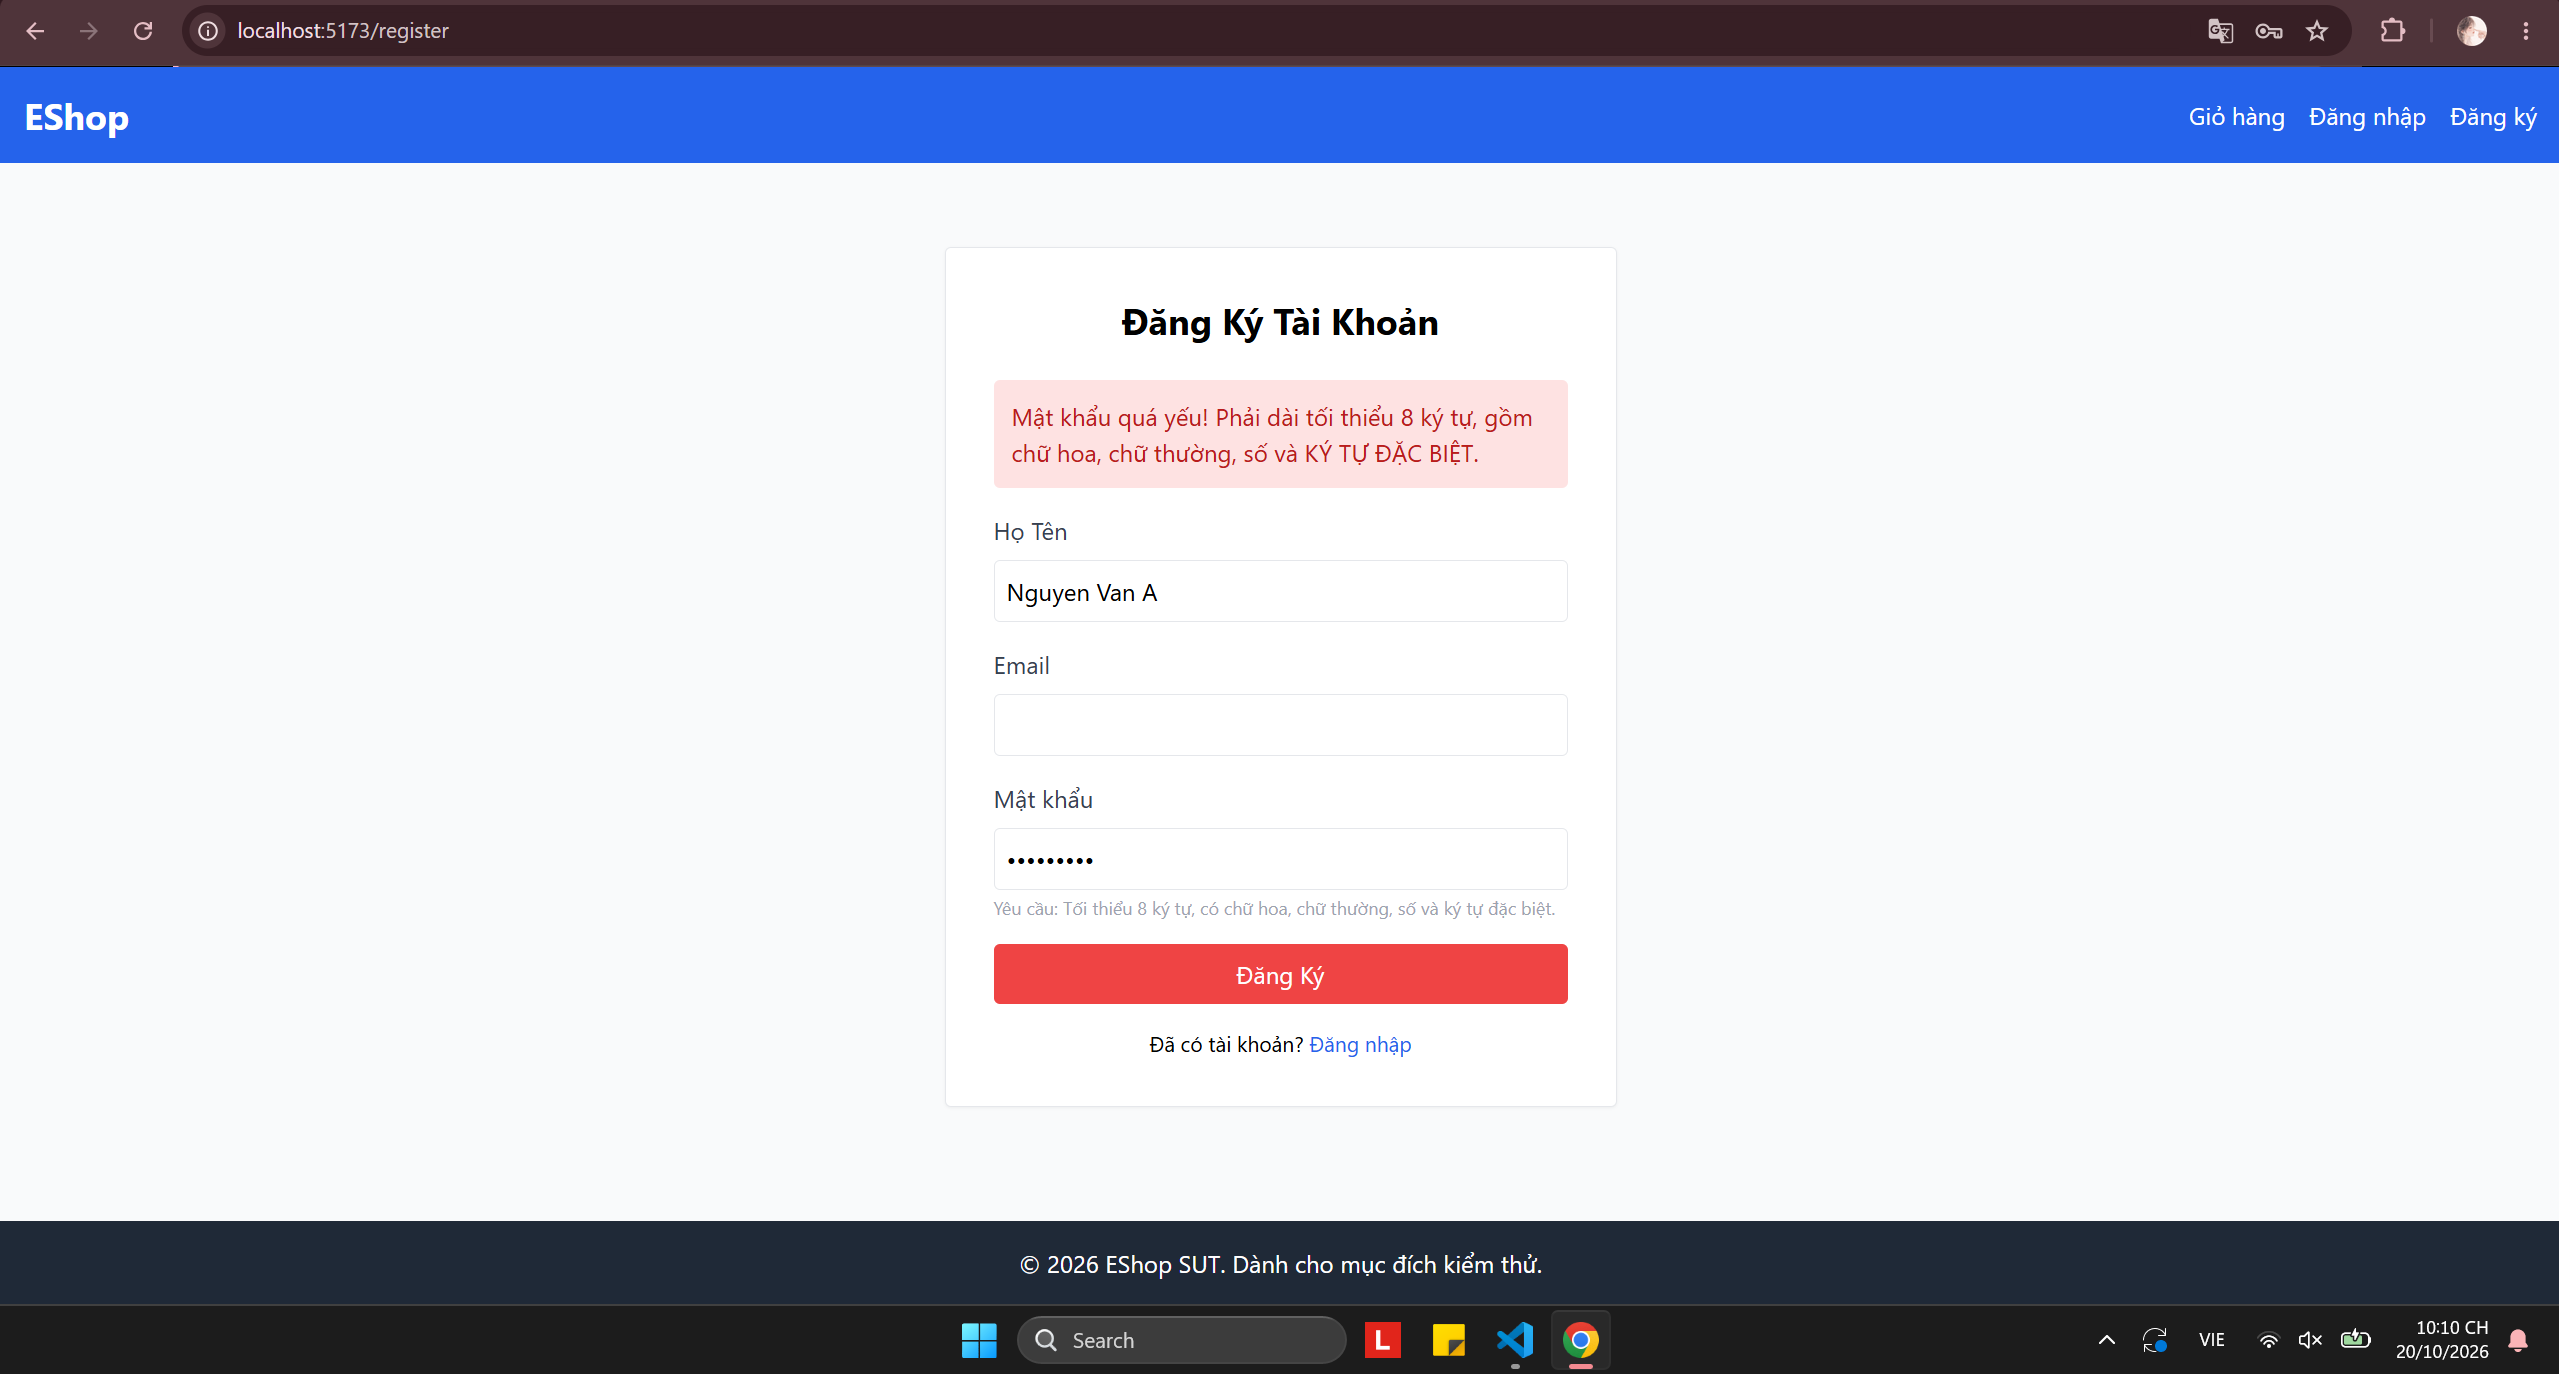 localhost:5173/register
EShop
Giỏ hàng Đăng nhập Đăng ký
Đăng Ký Tài Khoản
Mật khẩu quá yếu! Phải dài tối thiểu 8 ký tự, gồm
chữ hoa, chữ thường, số và KÝ TỰ ĐẶC BIỆT.
Họ Tên
Nguyen Van A
Email
Mật khẩu
•••••••••
Yêu cầu: Tối thiểu 8 ký tự, có chữ hoa, chữ thường, số và ký tự đặc biệt.
Đăng Ký
Đã có tài khoản? Đăng nhập
© 2026 EShop SUT. Dành cho mục đích kiểm thử.
Search
L
VIE
10:10 CH
20/10/2026